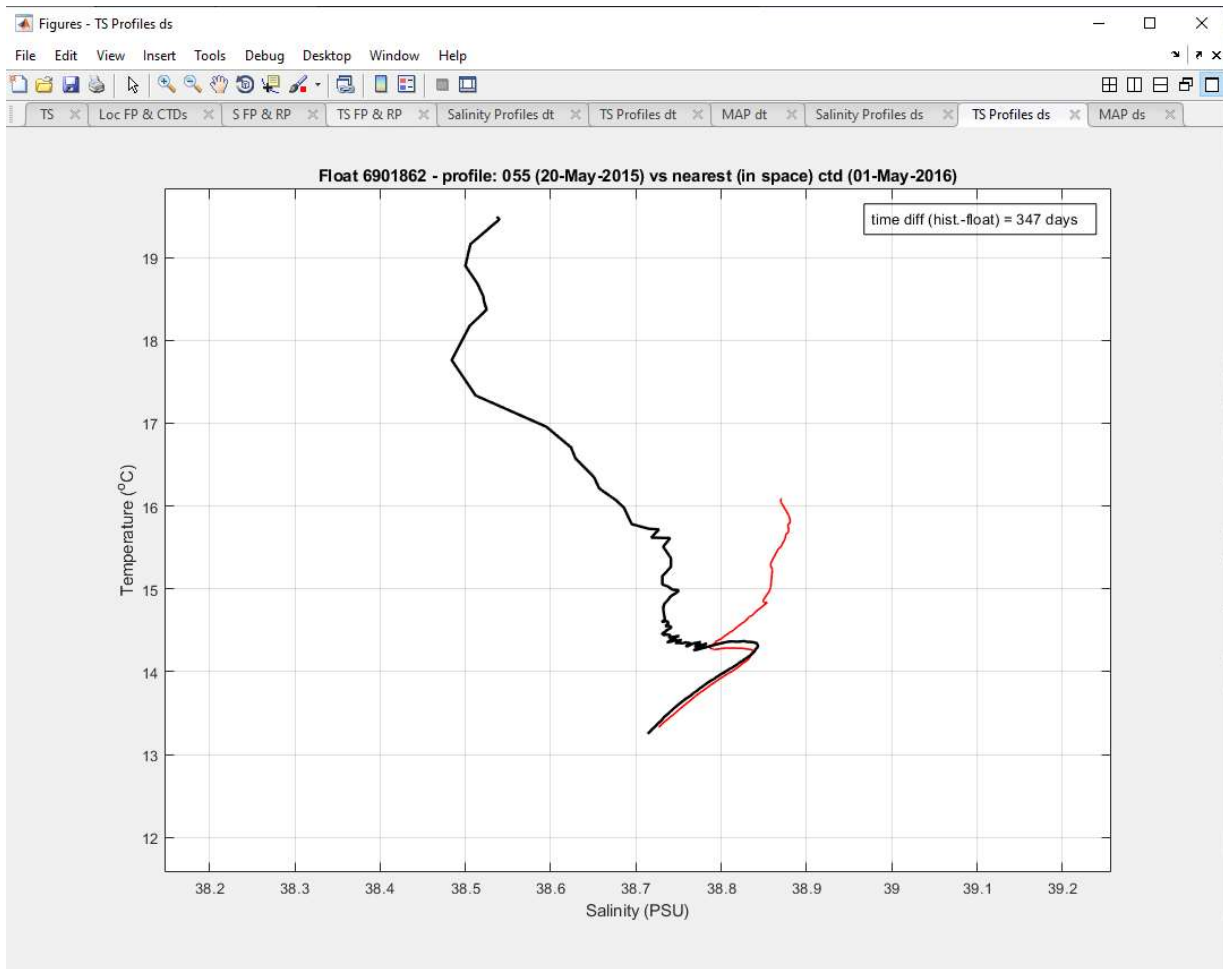 Figures - TS Profiles ds
File Edit View Insert Tools Debug Desktop Window Help
TS Loc FP & CTDs S FP & RP TS FP & RP Salinity Profiles dt TS Profiles dt MAP dt Salinity Profiles ds TS Profiles ds MAP ds
Float 6901862 - profile: 055 (20-May-2015) vs nearest (in space) ctd (01-May-2016)
time diff (hist.-float) = 347 days
19
18
17
16
15
14
13
12
Temperature (°C)
38.2 38.3 38.4 38.5 38.6 38.7 38.8 38.9 39 39.1 39.2
Salinity (PSU)